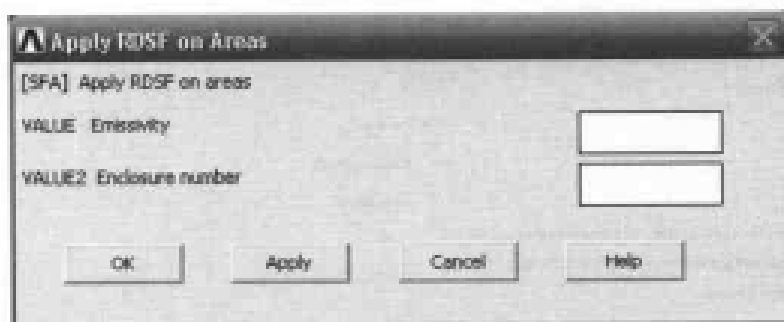 Apply RDSF on Areas
[SFA] Apply RDSF on areas
VALUE Emissivity
VALUE2 Enclosure number
OK Apply Cancel Help